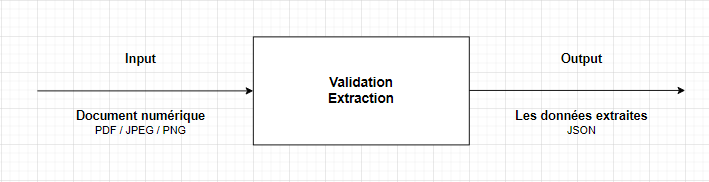 Input
Document numérique
PDF / JPEG / PNG
Validation
Extraction
Output
Les données extraites
JSON